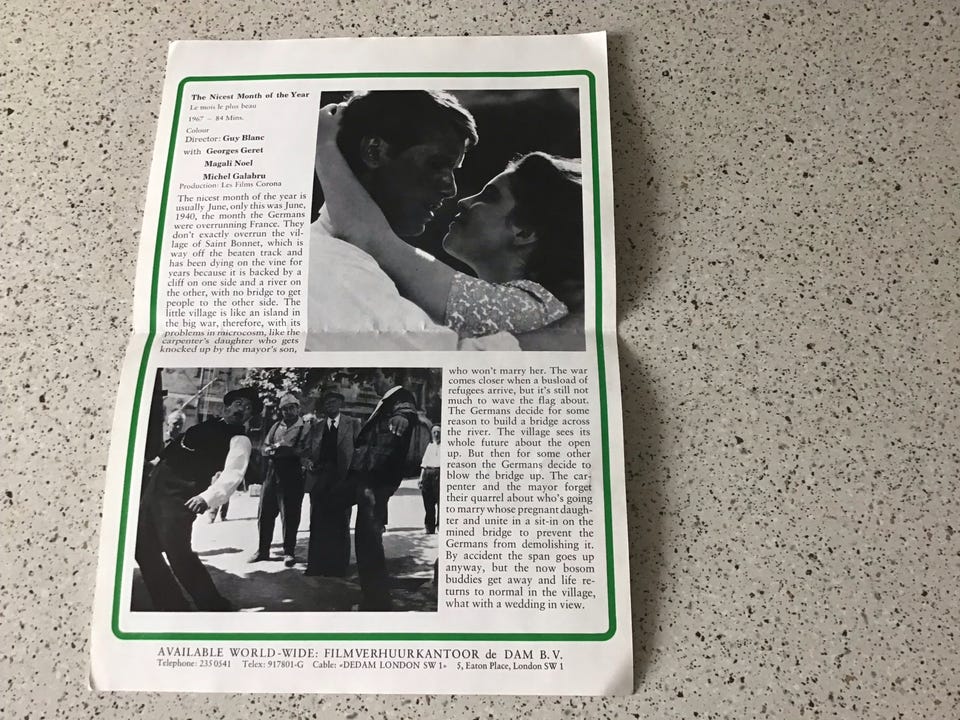 The Nicest Month of the Year
Le mois le plus beau
1967 – 84 Mins.
Colour
Director: Guy Blanc
with Georges Geret
Magali Noel
Michel Galabru
Production: Les Films Corona
The nicest month of the year is
usually June, only this was June,
1940, the month the Germans
were overrunning France. They
don't exactly overrun the vil-
lage of Saint Bonnet, which is
way off the beaten track and
has been dying on the vine for
years because it is backed by a
cliff on one side and a river on
the other, with no bridge to get
people to the other side. The
little village is like an island in
the big war, therefore, with its
problems in microcosm, like the
carpenter's daughter who gets
knocked up by the mayor's son,
who won't marry her. The war
comes closer when a busload of
refugees arrive, but it's still not
much to wave the flag about.
The Germans decide for some
reason to build a bridge across
the river. The village sees its
whole future about the open
up. But then for some other
reason the Germans decide to
blow the bridge up. The car-
penter and the mayor forget
their quarrel about who's going
to marry whose pregnant daugh-
ter and unite in a sit-in on the
mined bridge to prevent the
Germans from demolishing it.
By accident the span goes up
anyway, but the now bosom
buddies get away and life re-
turns to normal in the village,
what with a wedding in view.
AVAILABLE WORLD-WIDE: FILMVERHUURKANTOOR de DAM B.V.
Telephone: 2350541 Telex: 917801-G Cable: «DEDAM LONDON SW 1» 5, Eaton Place, London SW 1